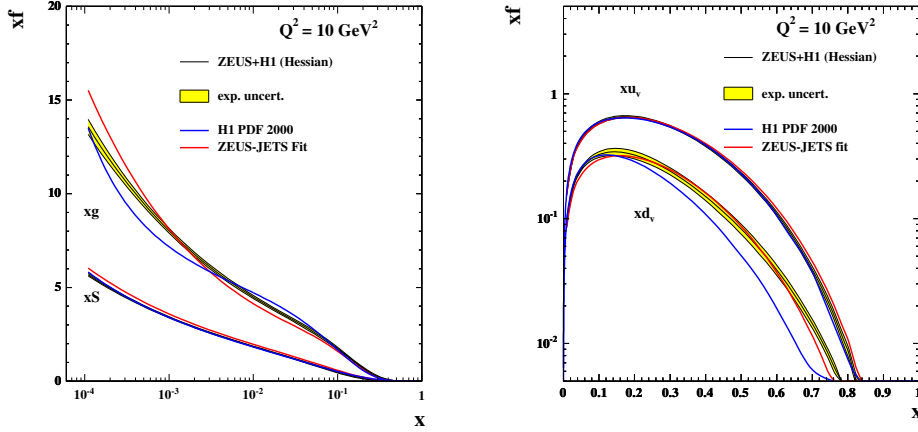 xf
Q² = 10 GeV²
ZEUS+H1 (Hessian)
exp. uncert.
H1 PDF 2000
ZEUS-JETS Fit
xg
xS
20
15
10
5
0
10⁻⁴
10⁻³
10⁻²
10⁻¹
1
x
xf
Q² = 10 GeV²
ZEUS+H1 (Hessian)
exp. uncert.
H1 PDF 2000
ZEUS-JETS fit
xuᵥ
xdᵥ
1
10⁻¹
10⁻²
0 0.1 0.2 0.3 0.4 0.5 0.6 0.7 0.8 0.9 1
x